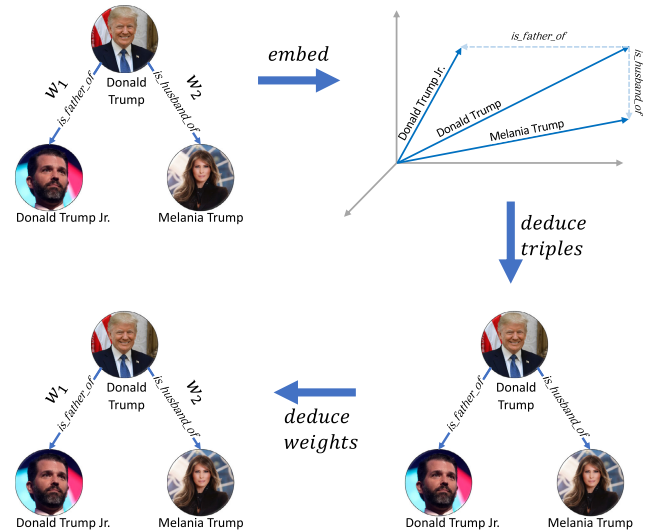 Donald
Trump
w₁
is_father_of
w₂
is_husband_of
Donald Trump Jr.
Melania Trump
embed
is_father_of
is_husband_of
Donald Trump Jr.
Donald Trump
Melania Trump
deduce
triples
Donald
Trump
w₁
is_father_of
w₂
is_husband_of
Donald Trump Jr.
Melania Trump
deduce
weights
Donald
Trump
is_father_of
is_husband_of
Donald Trump Jr.
Melania Trump